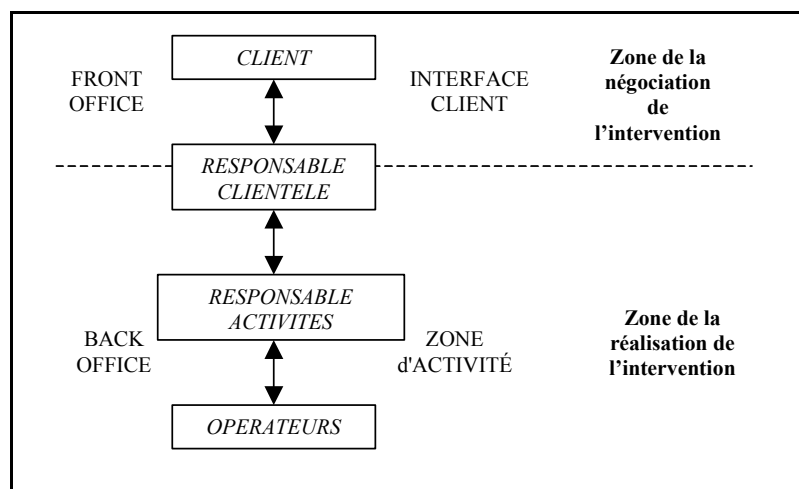 CLIENT
FRONT
OFFICE
INTERFACE
CLIENT
Zone de la
négociation
de
l’intervention
RESPONSABLE
CLIENTELE
RESPONSABLE
ACTIVITES
BACK
OFFICE
ZONE
d'ACTIVITÉ
Zone de la
réalisation de
l’intervention
OPERATEURS